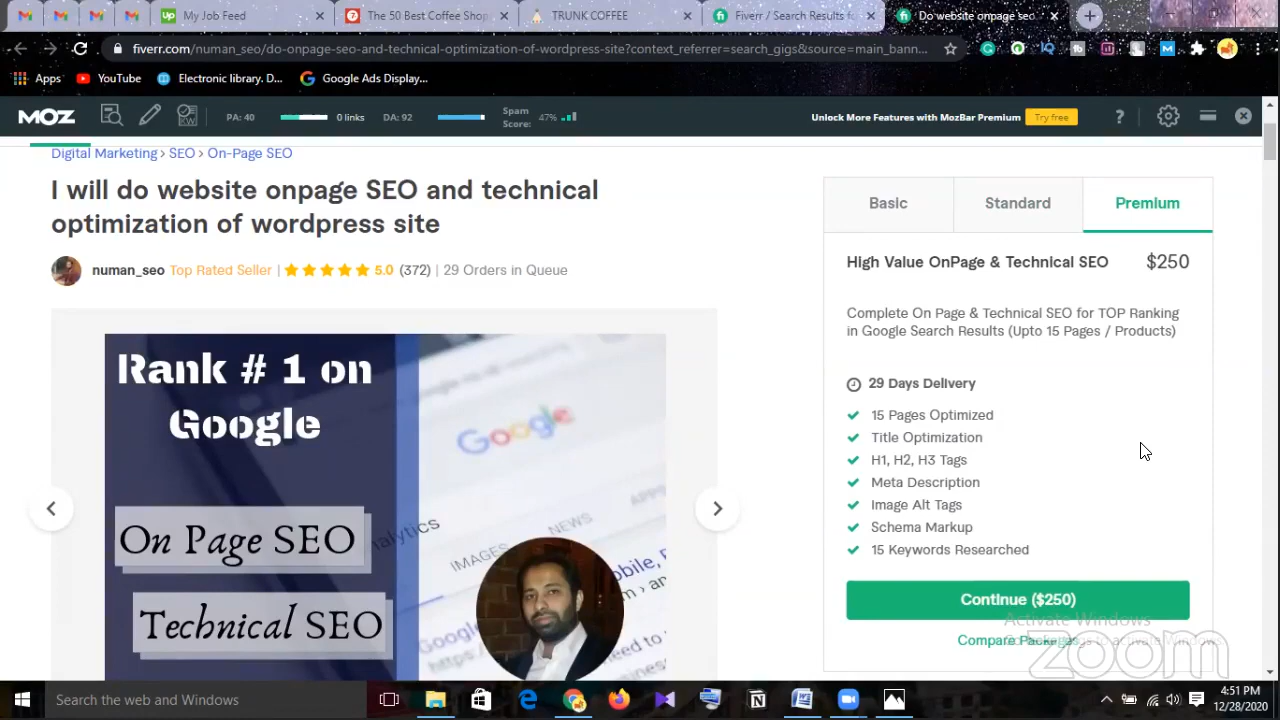 My Job Feed
The 50 Best Coffee Shop
TRUNK COFFEE
Fiverr / Search Results fo
Do website onpage seo
fiverr.com/numan_seo/do-onpage-seo-and-technical-optimization-of-wordpress-site?context_referrer=search_gigs&source=main_bann...
Apps
YouTube
Electronic library. D...
Google Ads Display...
MOZ
PA: 40
0 links
DA: 92
Spam
Score:
47%
Unlock More Features with MozBar Premium
Try free
Digital Marketing > SEO > On-Page SEO
I will do website onpage SEO and technical
optimization of wordpress site
numan_seo Top Rated Seller | 5.0 (372) | 29 Orders in Queue
Rank # 1 on
Google
On Page SEO
Technical SEO
Google
IMAGES
NEWS
Basic
Standard
Premium
High Value OnPage & Technical SEO
$250
Complete On Page & Technical SEO for TOP Ranking
in Google Search Results (Upto 15 Pages / Products)
29 Days Delivery
15 Pages Optimized
Title Optimization
H1, H2, H3 Tags
Meta Description
Image Alt Tags
Schema Markup
15 Keywords Researched
Continue ($250)
Activate Windows
Compare Packages
zoom
Search the web and Windows
4:51 PM
12/28/2020